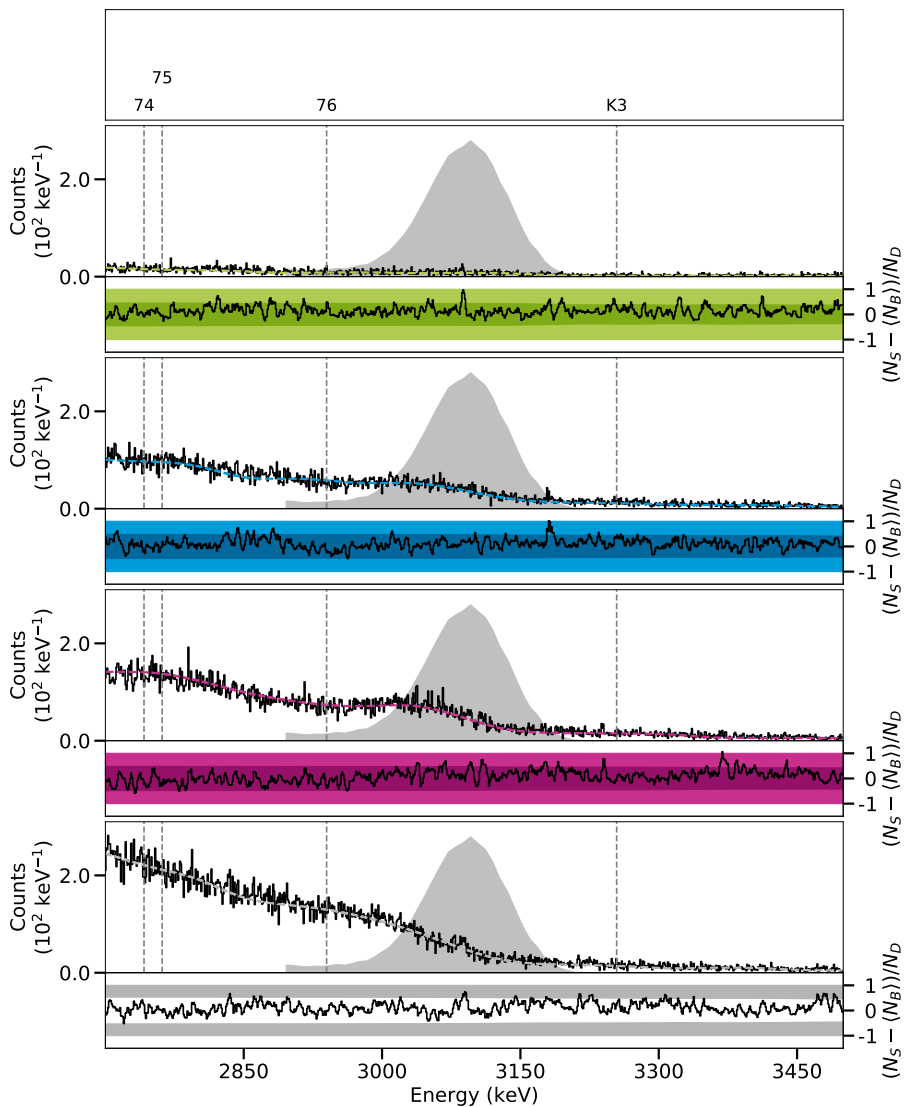 75
74 76 K3
Counts
(10² keV⁻¹)
2.0
0.0
1
0
-1
(N_S − ⟨N_B⟩)/N_D
Counts
(10² keV⁻¹)
2.0
0.0
1
0
-1
(N_S − ⟨N_B⟩)/N_D
Counts
(10² keV⁻¹)
2.0
0.0
1
0
-1
(N_S − ⟨N_B⟩)/N_D
Counts
(10² keV⁻¹)
2.0
0.0
1
0
-1
(N_S − ⟨N_B⟩)/N_D
2850 3000 3150 3300 3450
Energy (keV)